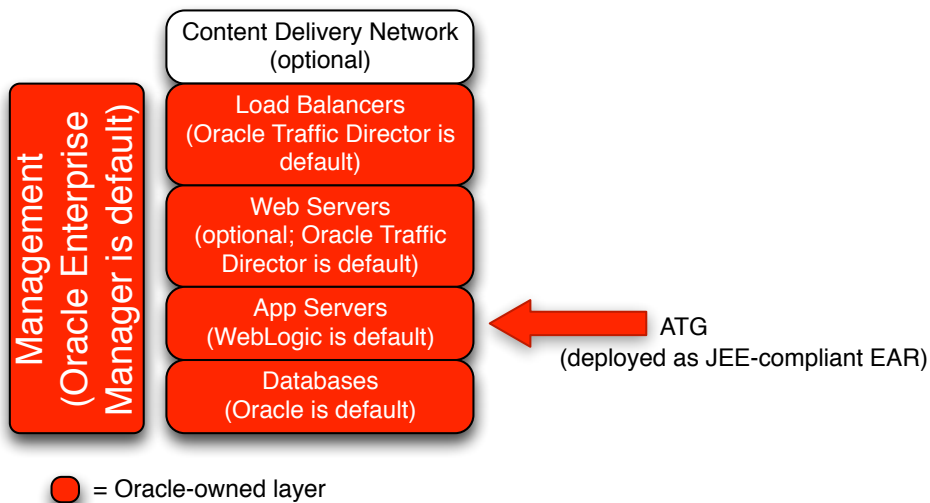 Content Delivery Network
(optional)
Load Balancers
(Oracle Traffic Director is
default)
Web Servers
(optional; Oracle Traffic
Director is default)
App Servers
(WebLogic is default)
Databases
(Oracle is default)
Management
(Oracle Enterprise
Manager is default)
ATG
(deployed as JEE-compliant EAR)
= Oracle-owned layer